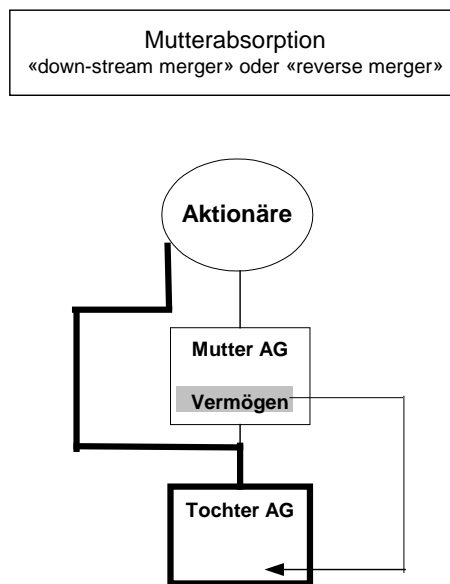 Mutterabsorption
«down-stream merger» oder «reverse merger»
Aktionäre
Mutter AG
Vermögen
Tochter AG